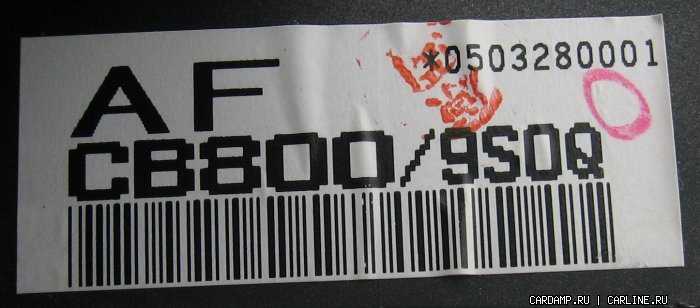 *0503280001
AF
CB800/9S0Q
CARDAMP.RU | CARLINE.RU